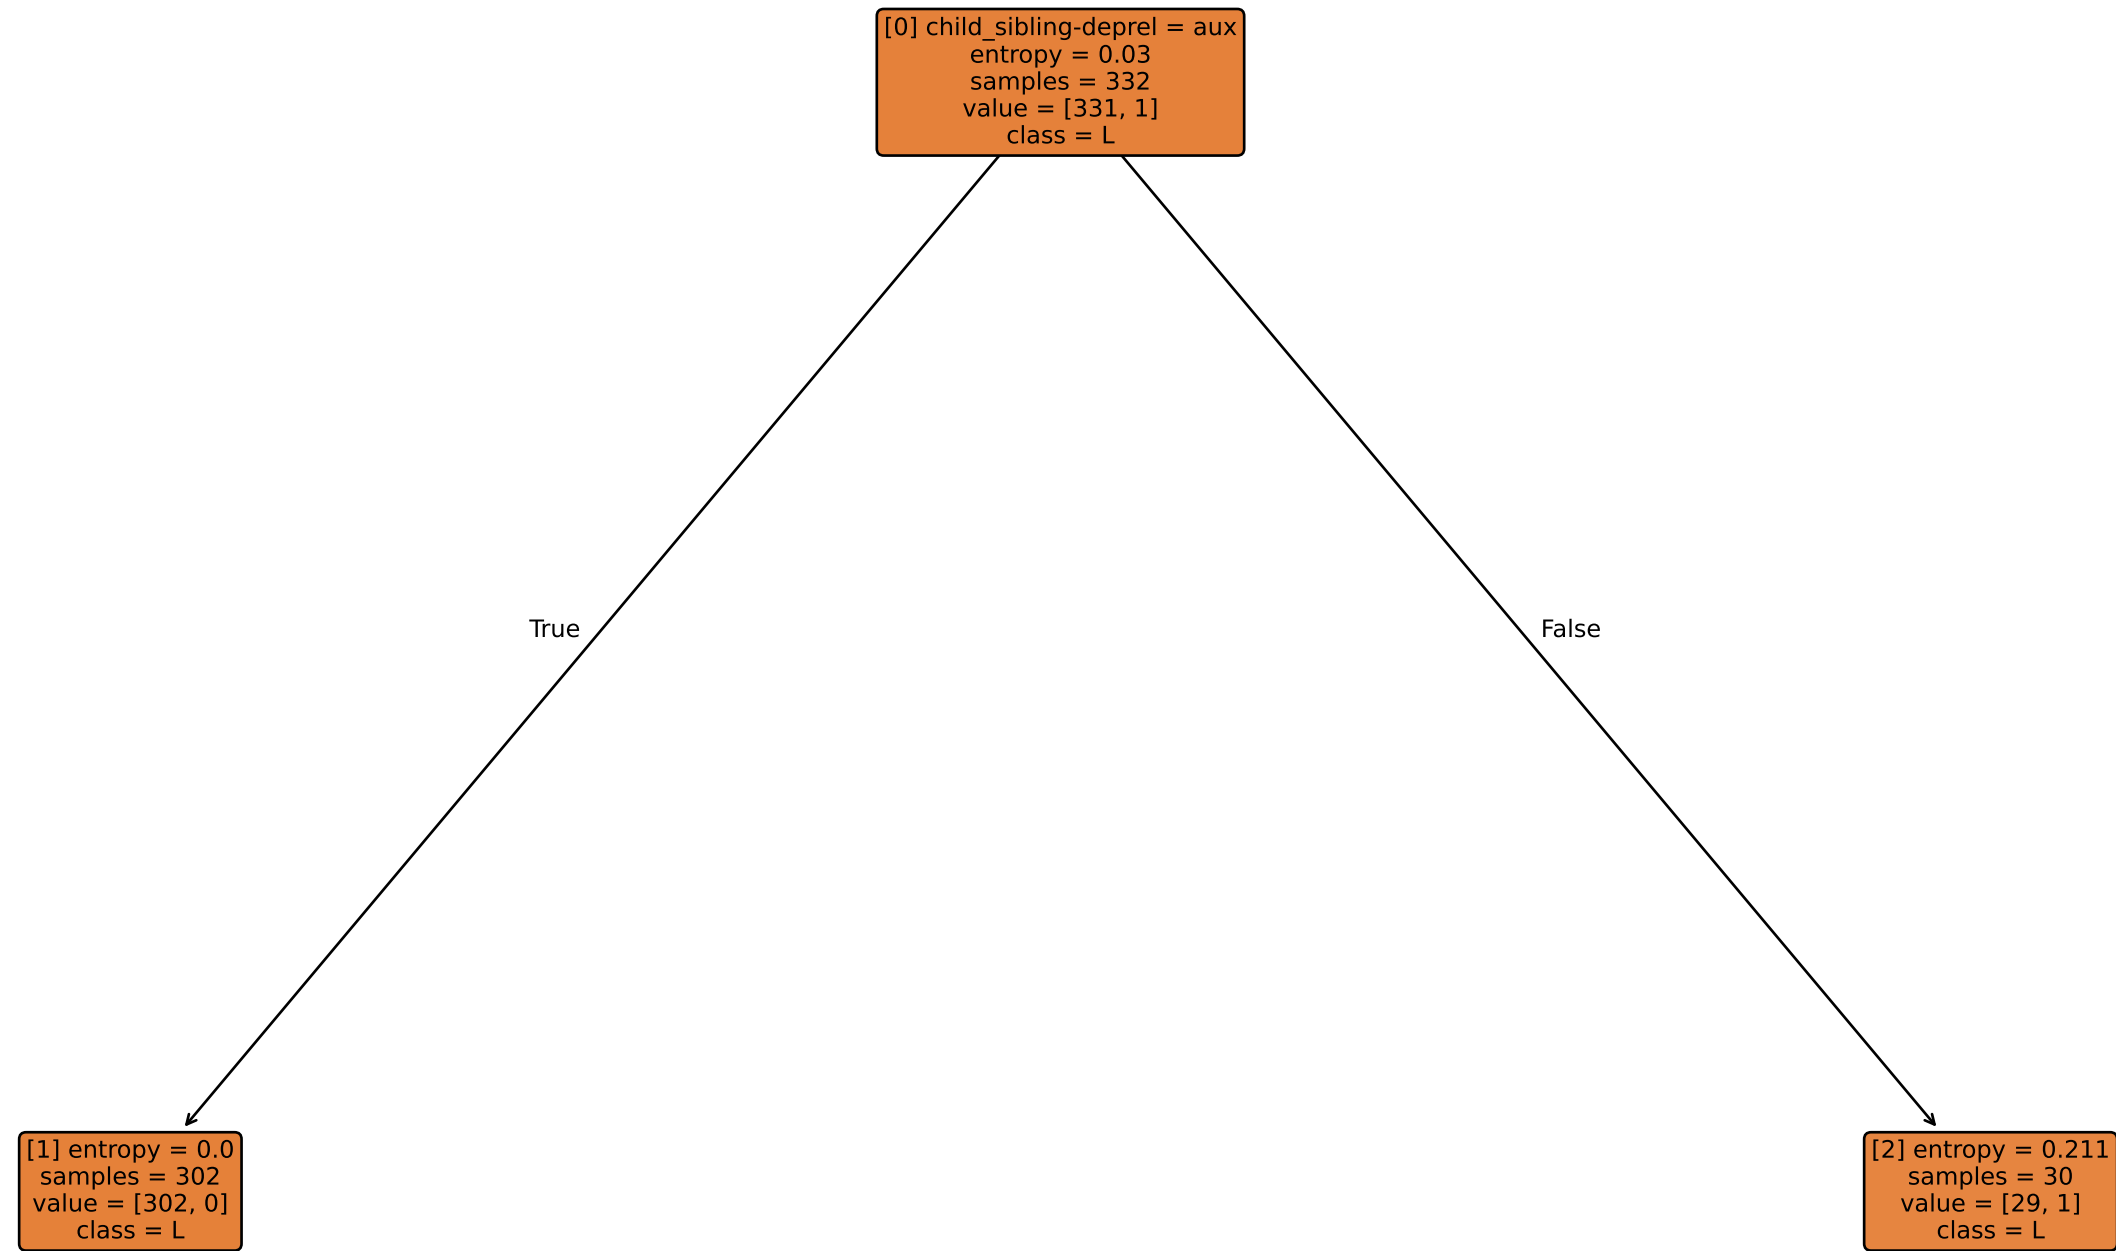 [0] child_sibling-deprel = aux
entropy = 0.03
samples = 332
value = [331, 1]
class = L
True
False
[1] entropy = 0.0
samples = 302
value = [302, 0]
class = L
[2] entropy = 0.211
samples = 30
value = [29, 1]
class = L